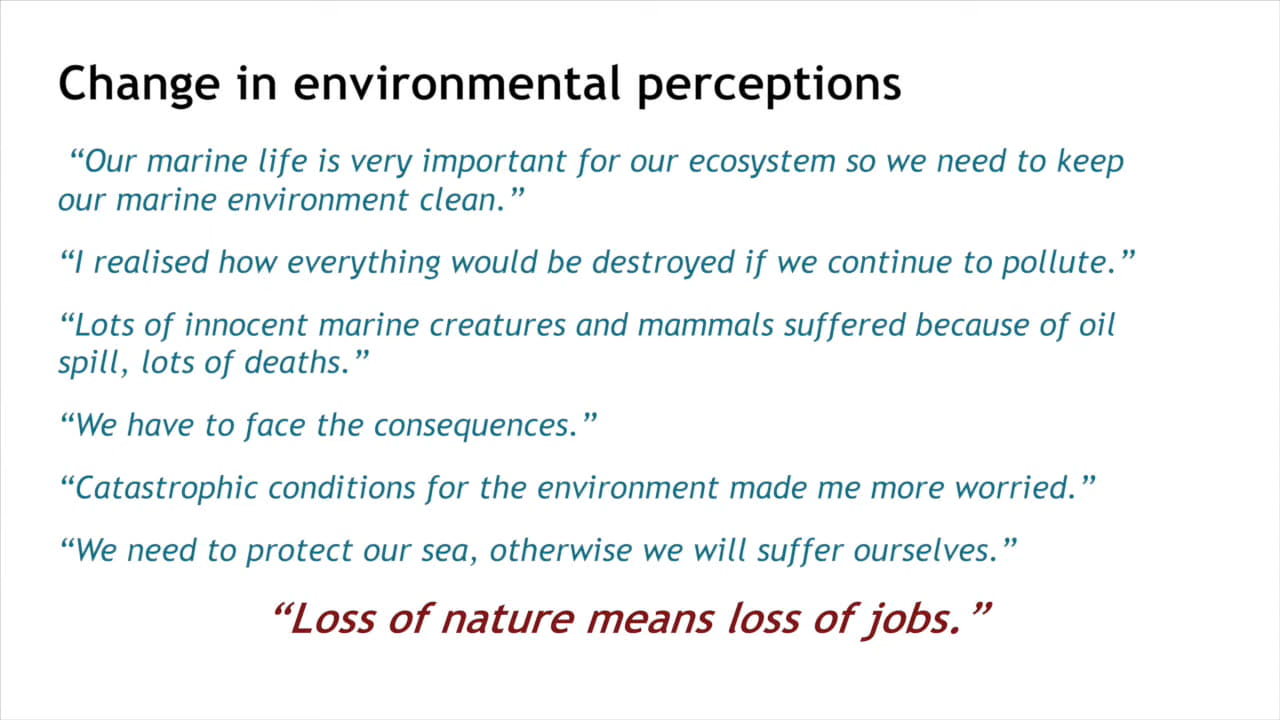 Change in environmental perceptions
“Our marine life is very important for our ecosystem so we need to keep
our marine environment clean.”
“I realised how everything would be destroyed if we continue to pollute.”
“Lots of innocent marine creatures and mammals suffered because of oil
spill, lots of deaths.”
“We have to face the consequences.”
“Catastrophic conditions for the environment made me more worried.”
“We need to protect our sea, otherwise we will suffer ourselves.”
“Loss of nature means loss of jobs.”